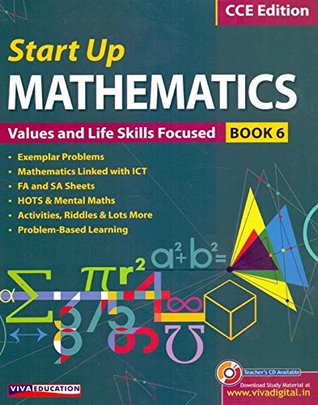 CCE Edition
Start Up
MATHEMATICS
Values and Life Skills Focused BOOK 6
• Exemplar Problems
• Mathematics Linked with ICT
• FA and SA Sheets
• HOTS & Mental Maths
• Activities, Riddles & Lots More
• Problem-Based Learning
a²+b²=
πr²
VIVA EDUCATION
Teacher's CD Available
Download Study Material at
www.vivadigital.in